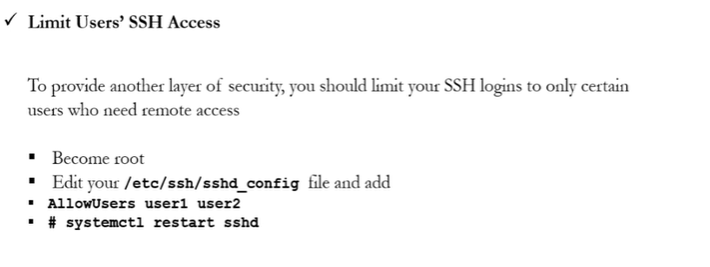 ✓ Limit Users' SSH Access
To provide another layer of security, you should limit your SSH logins to only certain
users who need remote access
▪ Become root
▪ Edit your /etc/ssh/sshd_config file and add
▪ AllowUsers user1 user2
▪ # systemctl restart sshd